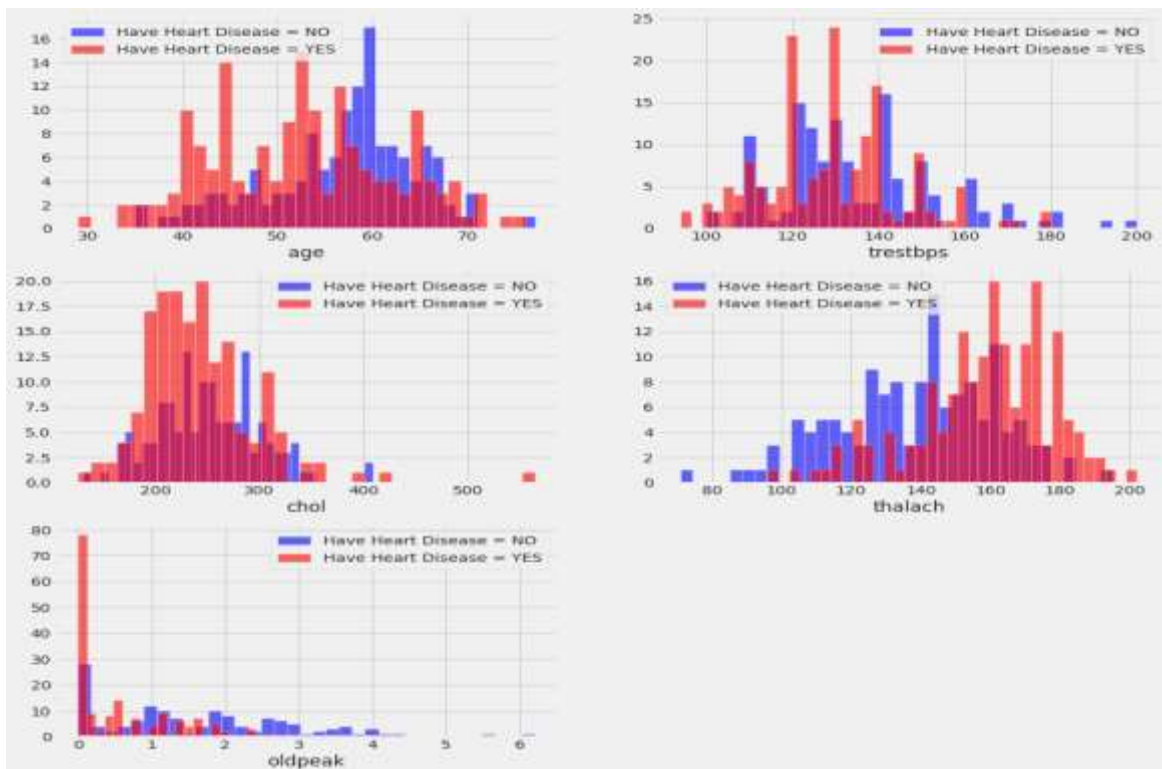 Have Heart Disease = NO
Have Heart Disease = YES
16
14
12
10
8
6
4
2
0
30 40 50 60 70
age
Have Heart Disease = NO
Have Heart Disease = YES
25
20
15
10
5
0
100 120 140 160 180 200
trestbps
Have Heart Disease = NO
Have Heart Disease = YES
20.0
17.5
15.0
12.5
10.0
7.5
5.0
2.5
0.0
200 300 400 500
chol
Have Heart Disease = NO
Have Heart Disease = YES
16
14
12
10
8
6
4
2
0
80 100 120 140 160 180 200
thalach
Have Heart Disease = NO
Have Heart Disease = YES
80
70
60
50
40
30
20
10
0
0 1 2 3 4 5 6
oldpeak